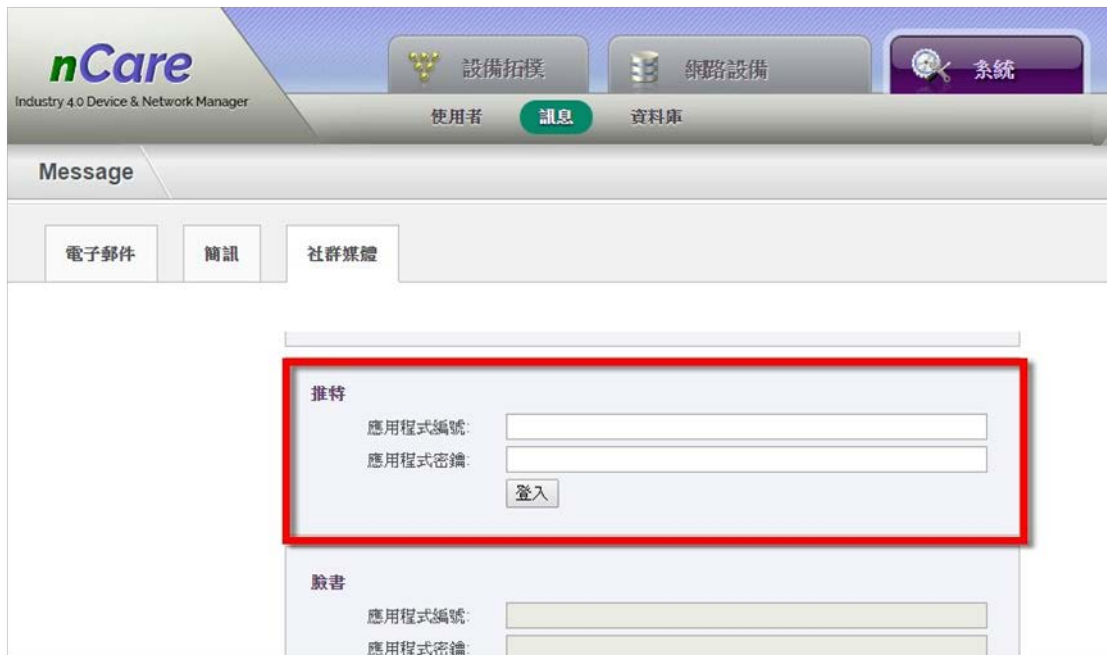 nCare
Industry 4.0 Device & Network Manager
設備拓樸 網路設備 系統
使用者 訊息 資料庫
Message
電子郵件 簡訊 社群媒體
推特
應用程式編號:
應用程式密鑰:
登入
臉書
應用程式編號:
應用程式密鑰: